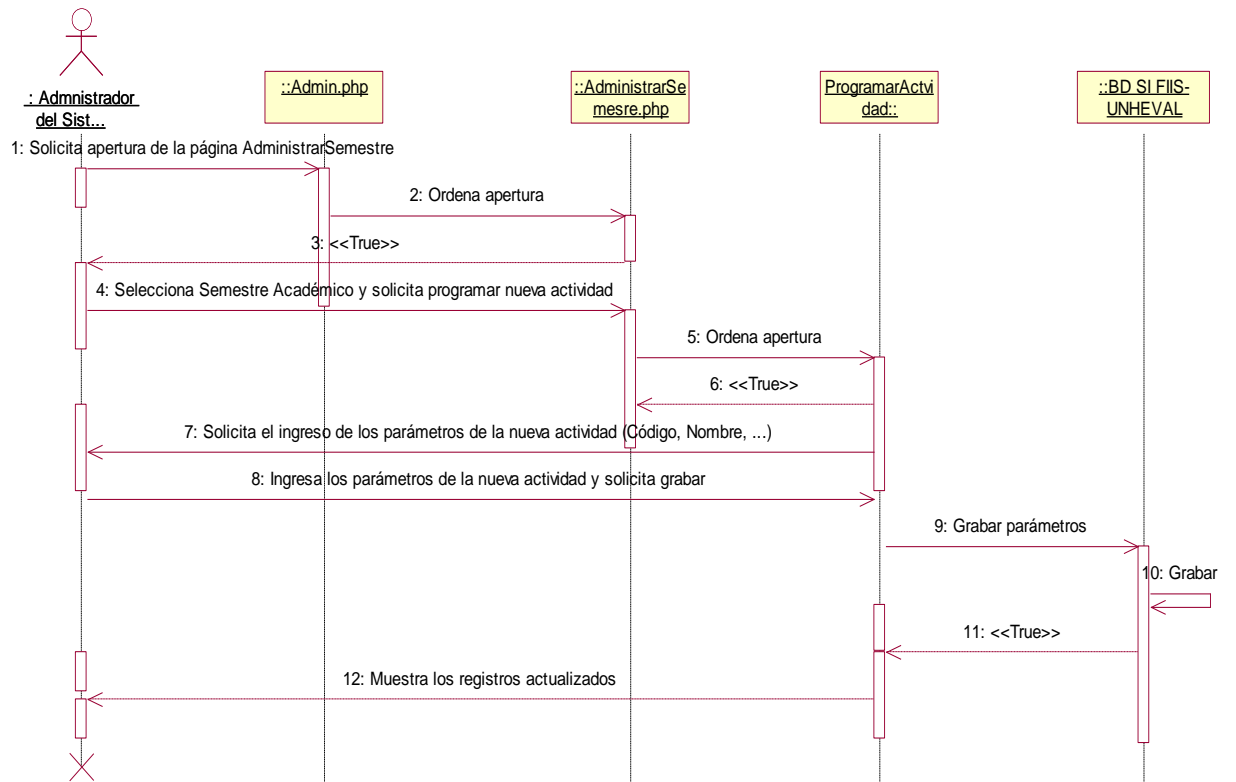 : Admnistrador
del Sist...
::Admin.php
::AdministrarSe
mesre.php
ProgramarActvi
dad::
::BD SI FIIS-
UNHEVAL
1: Solicita apertura de la página AdministrarSemestre
2: Ordena apertura
3: <<True>>
4: Selecciona Semestre Académico y solicita programar nueva actividad
5: Ordena apertura
6: <<True>>
7: Solicita el ingreso de los parámetros de la nueva actividad (Código, Nombre, ...)
8: Ingresa los parámetros de la nueva actividad y solicita grabar
9: Grabar parámetros
10: Grabar
11: <<True>>
12: Muestra los registros actualizados